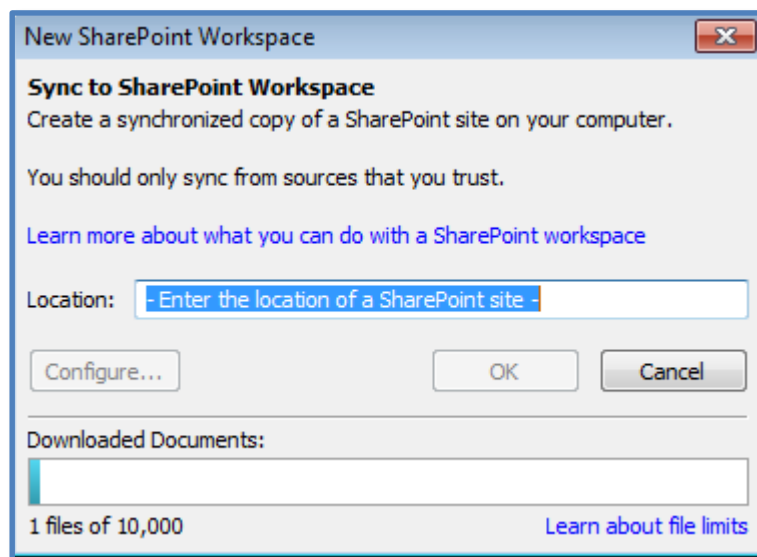 New SharePoint Workspace
Sync to SharePoint Workspace
Create a synchronized copy of a SharePoint site on your computer.
You should only sync from sources that you trust.
Learn more about what you can do with a SharePoint workspace
Location: - Enter the location of a SharePoint site -
Configure... OK Cancel
Downloaded Documents:
1 files of 10,000 Learn about file limits